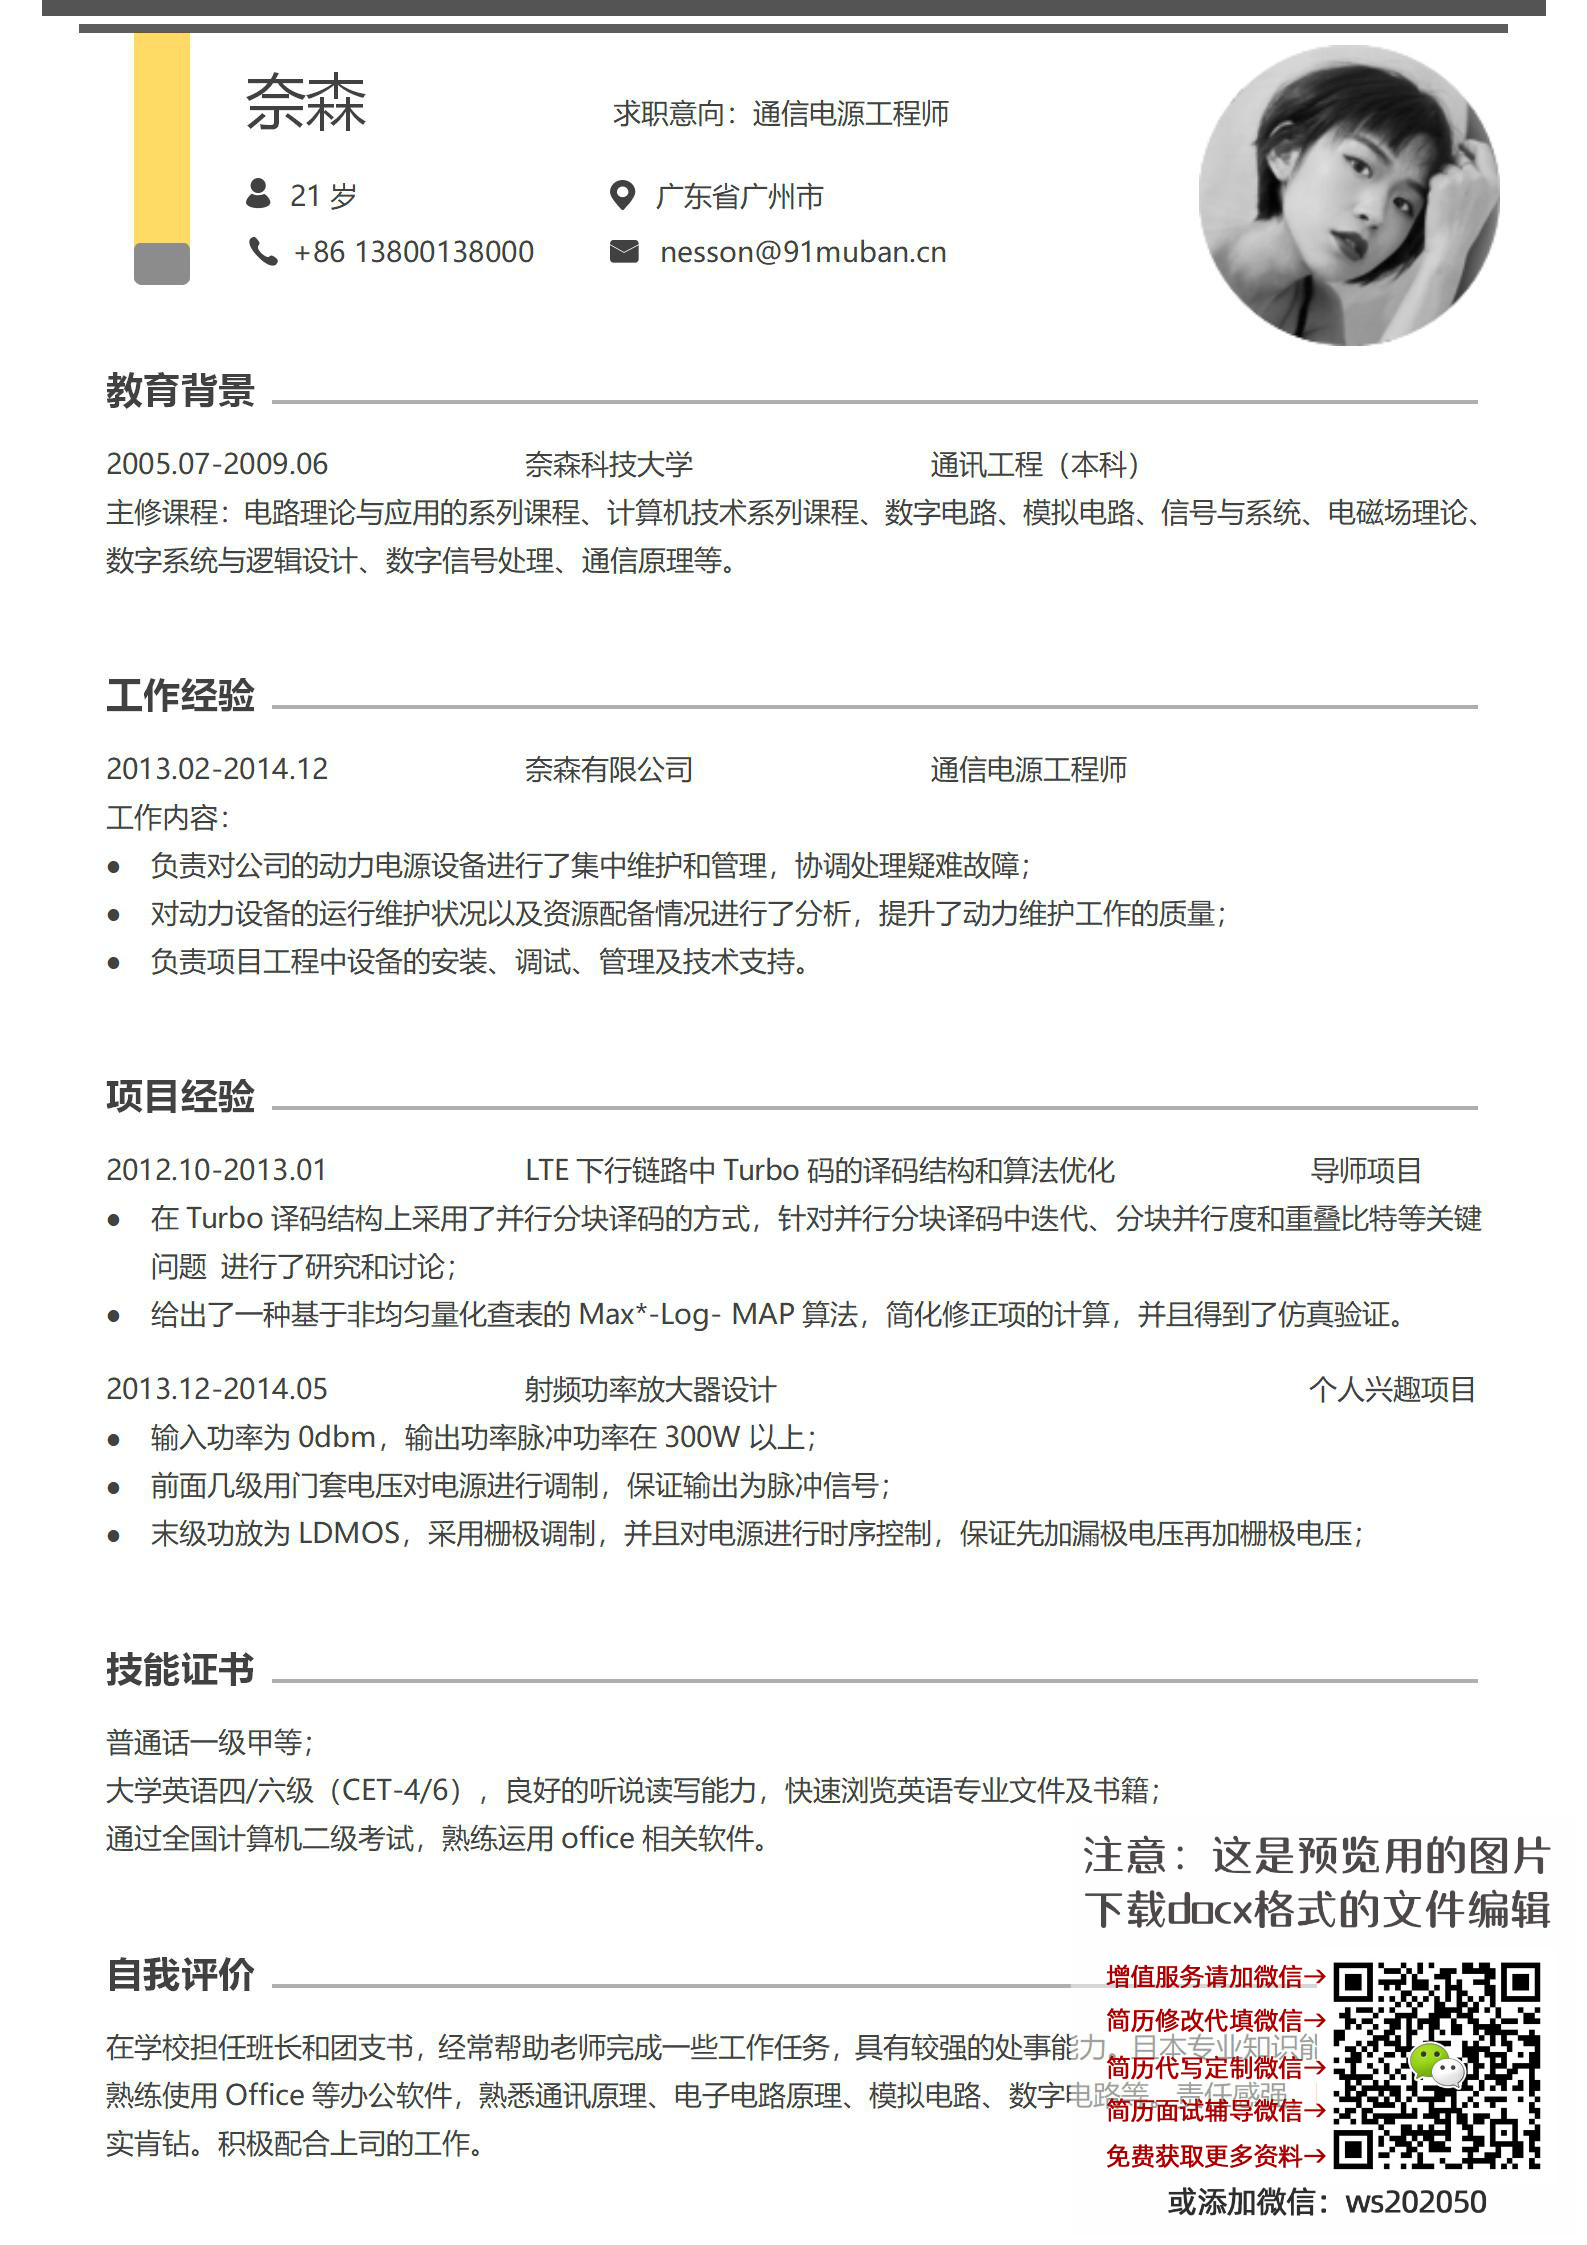 奈森
求职意向：通信电源工程师
21 岁
广东省广州市
+86 13800138000
nesson@91muban.cn
教育背景
2005.07-2009.06 奈森科技大学 通讯工程（本科）
主修课程：电路理论与应用的系列课程、计算机技术系列课程、数字电路、模拟电路、信号与系统、电磁场理论、
数字系统与逻辑设计、数字信号处理、通信原理等。
工作经验
2013.02-2014.12 奈森有限公司 通信电源工程师
工作内容：
● 负责对公司的动力电源设备进行了集中维护和管理，协调处理疑难故障；
● 对动力设备的运行维护状况以及资源配备情况进行了分析，提升了动力维护工作的质量；
● 负责项目工程中设备的安装、调试、管理及技术支持。
项目经验
2012.10-2013.01 LTE 下行链路中 Turbo 码的译码结构和算法优化 导师项目
● 在 Turbo 译码结构上采用了并行分块译码的方式，针对并行分块译码中迭代、分块并行度和重叠比特等关键
问题 进行了研究和讨论；
● 给出了一种基于非均匀量化查表的 Max*-Log- MAP 算法，简化修正项的计算，并且得到了仿真验证。
2013.12-2014.05 射频功率放大器设计 个人兴趣项目
● 输入功率为 0dbm，输出功率脉冲功率在 300W 以上；
● 前面几级用门套电压对电源进行调制，保证输出为脉冲信号；
● 末级功放为 LDMOS，采用栅极调制，并且对电源进行时序控制，保证先加漏极电压再加栅极电压；
技能证书
普通话一级甲等；
大学英语四/六级（CET-4/6），良好的听说读写能力，快速浏览英语专业文件及书籍；
通过全国计算机二级考试，熟练运用 office 相关软件。
注意：这是预览用的图片
下载docx格式的文件编辑
自我评价
在学校担任班长和团支书，经常帮助老师完成一些工作任务，具有较强的处事能力。且本专业知识能
熟练使用 Office 等办公软件，熟悉通讯原理、电子电路原理、模拟电路、数字电路等。责任感强
实肯钻。积极配合上司的工作。
增值服务请加微信→
简历修改代填微信→
简历代写定制微信→
简历面试辅导微信→
免费获取更多资料→
或添加微信：ws202050